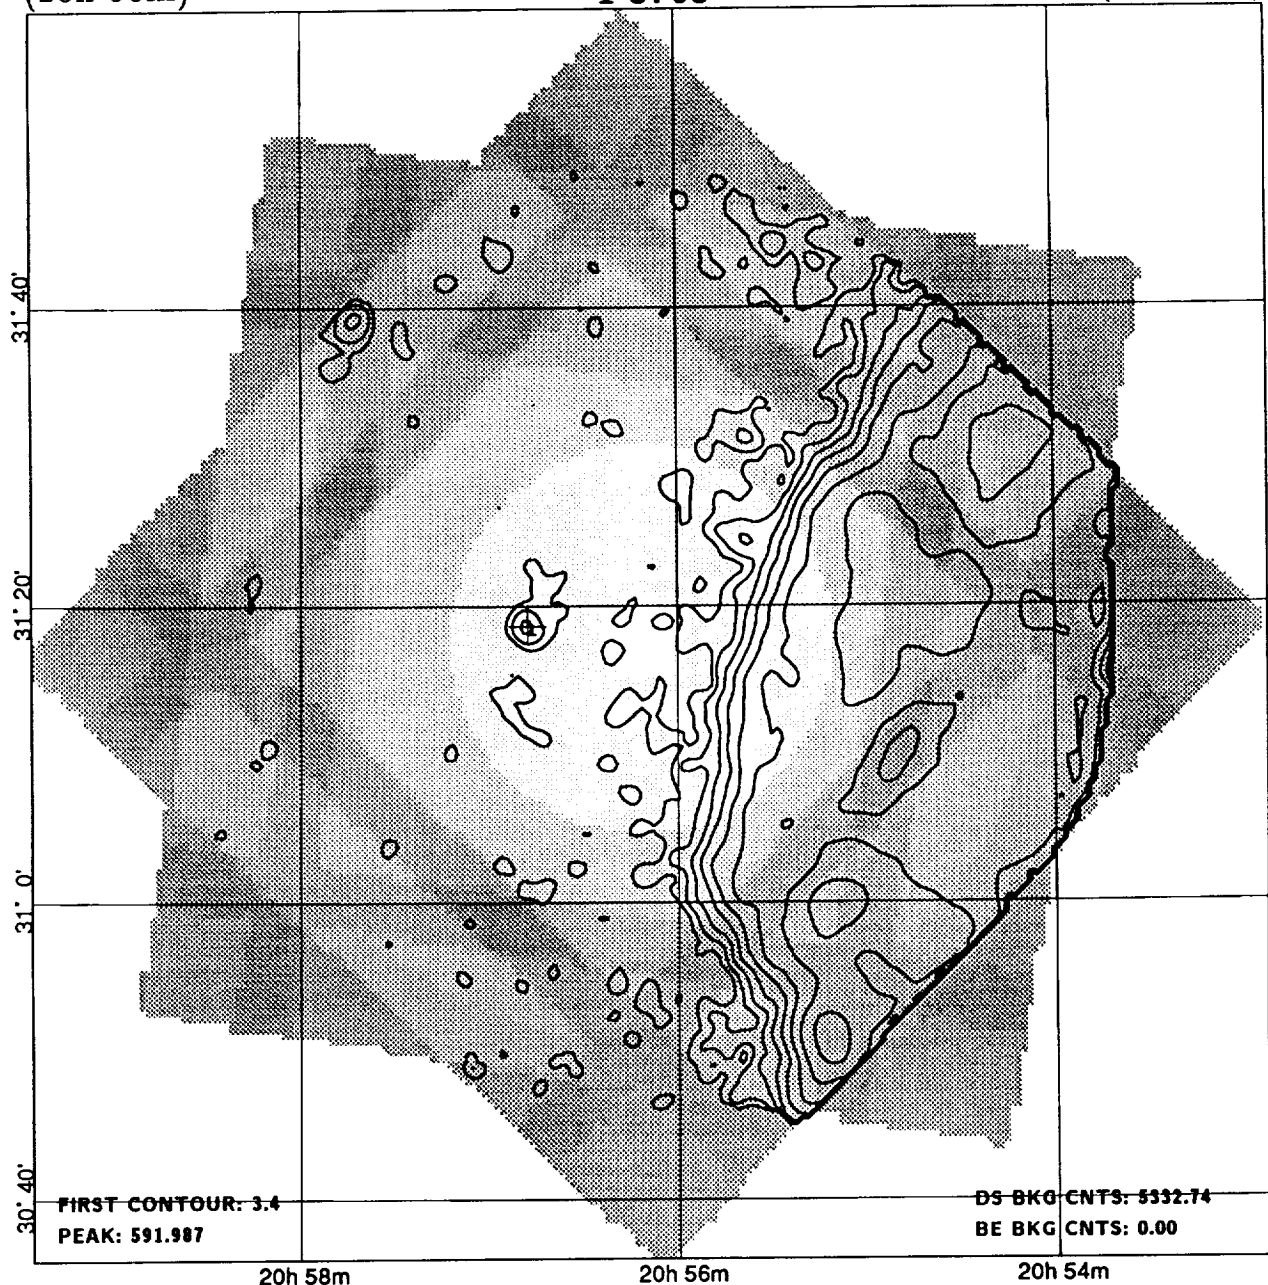 31° 40'
31° 20'
31° 0'
30° 40'
FIRST CONTOUR: 3.4
PEAK: 591.987
DS BKG CNTS: 5332.74
BE BKG CNTS: 0.00
20h 58m
20h 56m
20h 54m